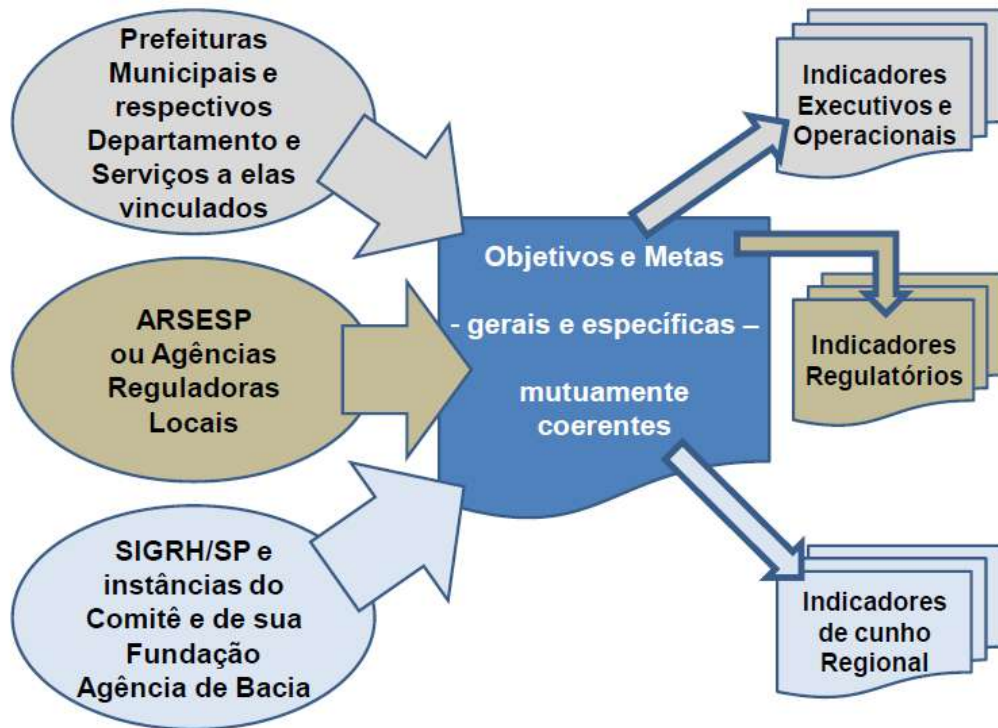 Prefeituras
Municipais e
respectivos
Departamento e
Serviços a elas
vinculados
ARSESP
ou Agências
Reguladoras
Locais
SIGRH/SP e
instâncias do
Comitê e de sua
Fundação
Agência de Bacia
Objetivos e Metas
- gerais e específicas –
mutuamente
coerentes
Indicadores
Executivos e
Operacionais
Indicadores
Regulatórios
Indicadores
de cunho
Regional